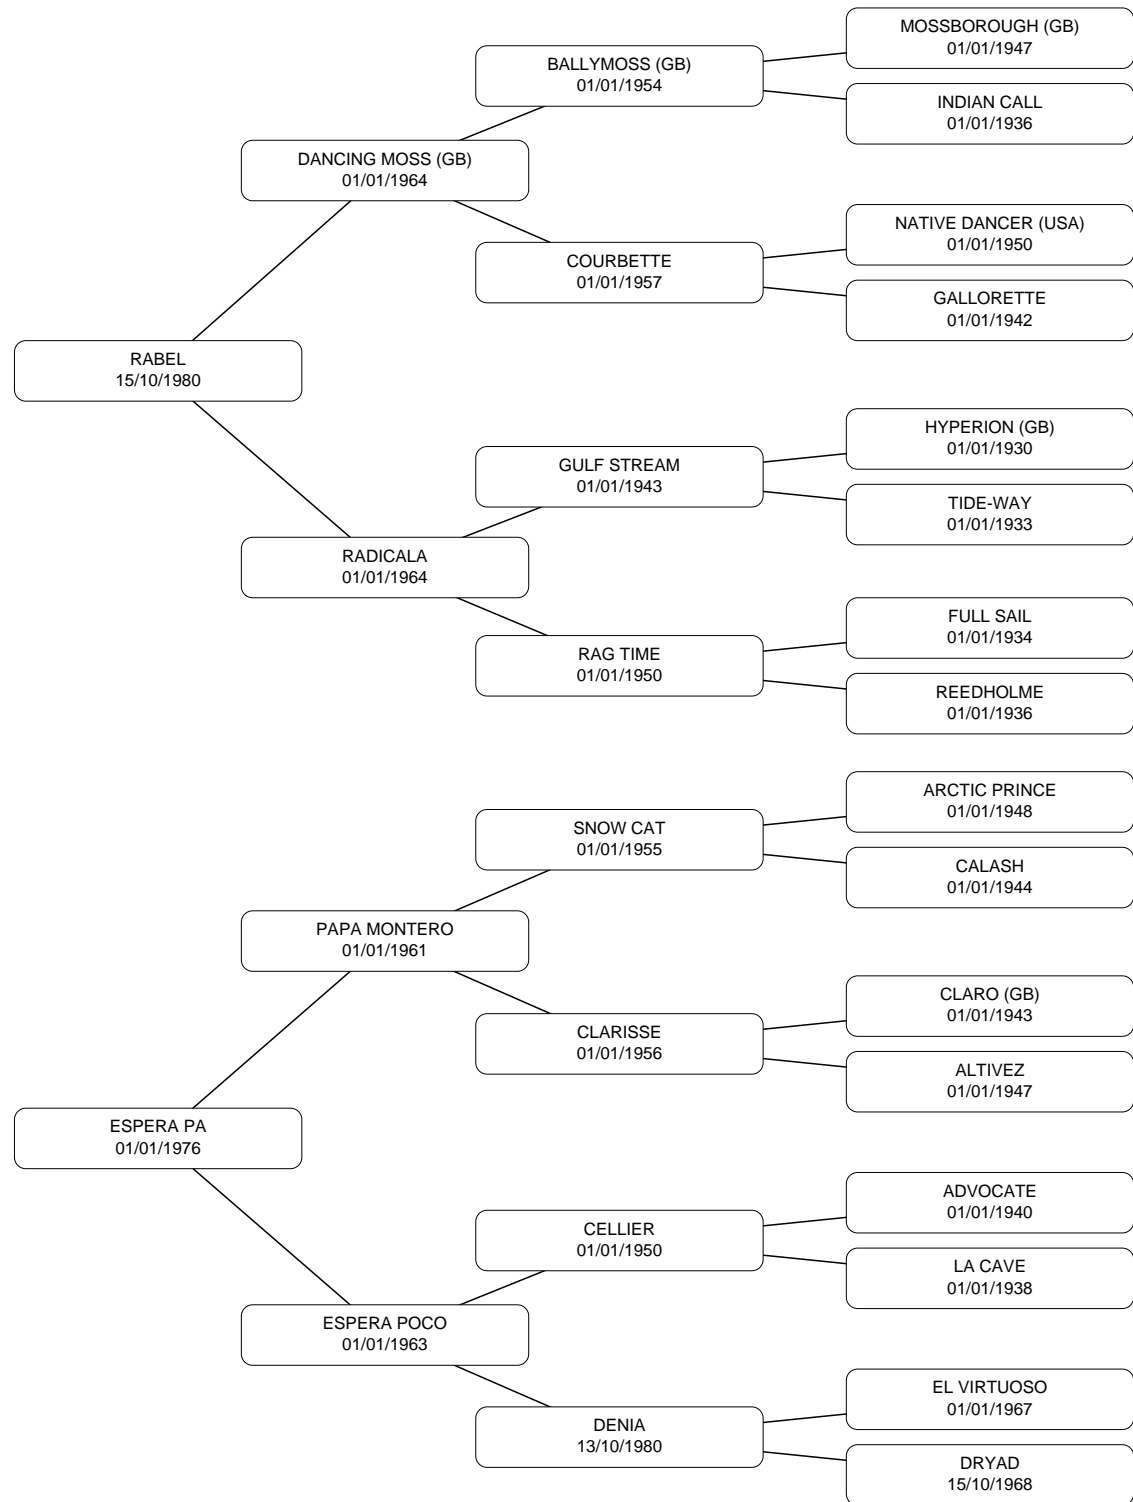 MOSSBOROUGH (GB)
01/01/1947
BALLYMOSS (GB)
01/01/1954
INDIAN CALL
01/01/1936
DANCING MOSS (GB)
01/01/1964
NATIVE DANCER (USA)
01/01/1950
COURBETTE
01/01/1957
GALLORETTE
01/01/1942
RABEL
15/10/1980
HYPERION (GB)
01/01/1930
GULF STREAM
01/01/1943
TIDE-WAY
01/01/1933
RADICALA
01/01/1964
FULL SAIL
01/01/1934
RAG TIME
01/01/1950
REEDHOLME
01/01/1936
ARCTIC PRINCE
01/01/1948
SNOW CAT
01/01/1955
CALASH
01/01/1944
PAPA MONTERO
01/01/1961
CLARO (GB)
01/01/1943
CLARISSE
01/01/1956
ALTIVEZ
01/01/1947
ESPERA PA
01/01/1976
ADVOCATE
01/01/1940
CELLIER
01/01/1950
LA CAVE
01/01/1938
ESPERA POCO
01/01/1963
EL VIRTUOSO
01/01/1967
DENIA
13/10/1980
DRYAD
15/10/1968